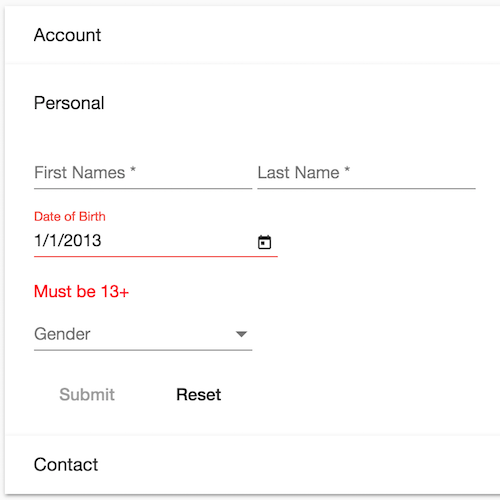 Account
Personal
First Names * Last Name *
Date of Birth
1/1/2013
Must be 13+
Gender
Submit Reset
Contact